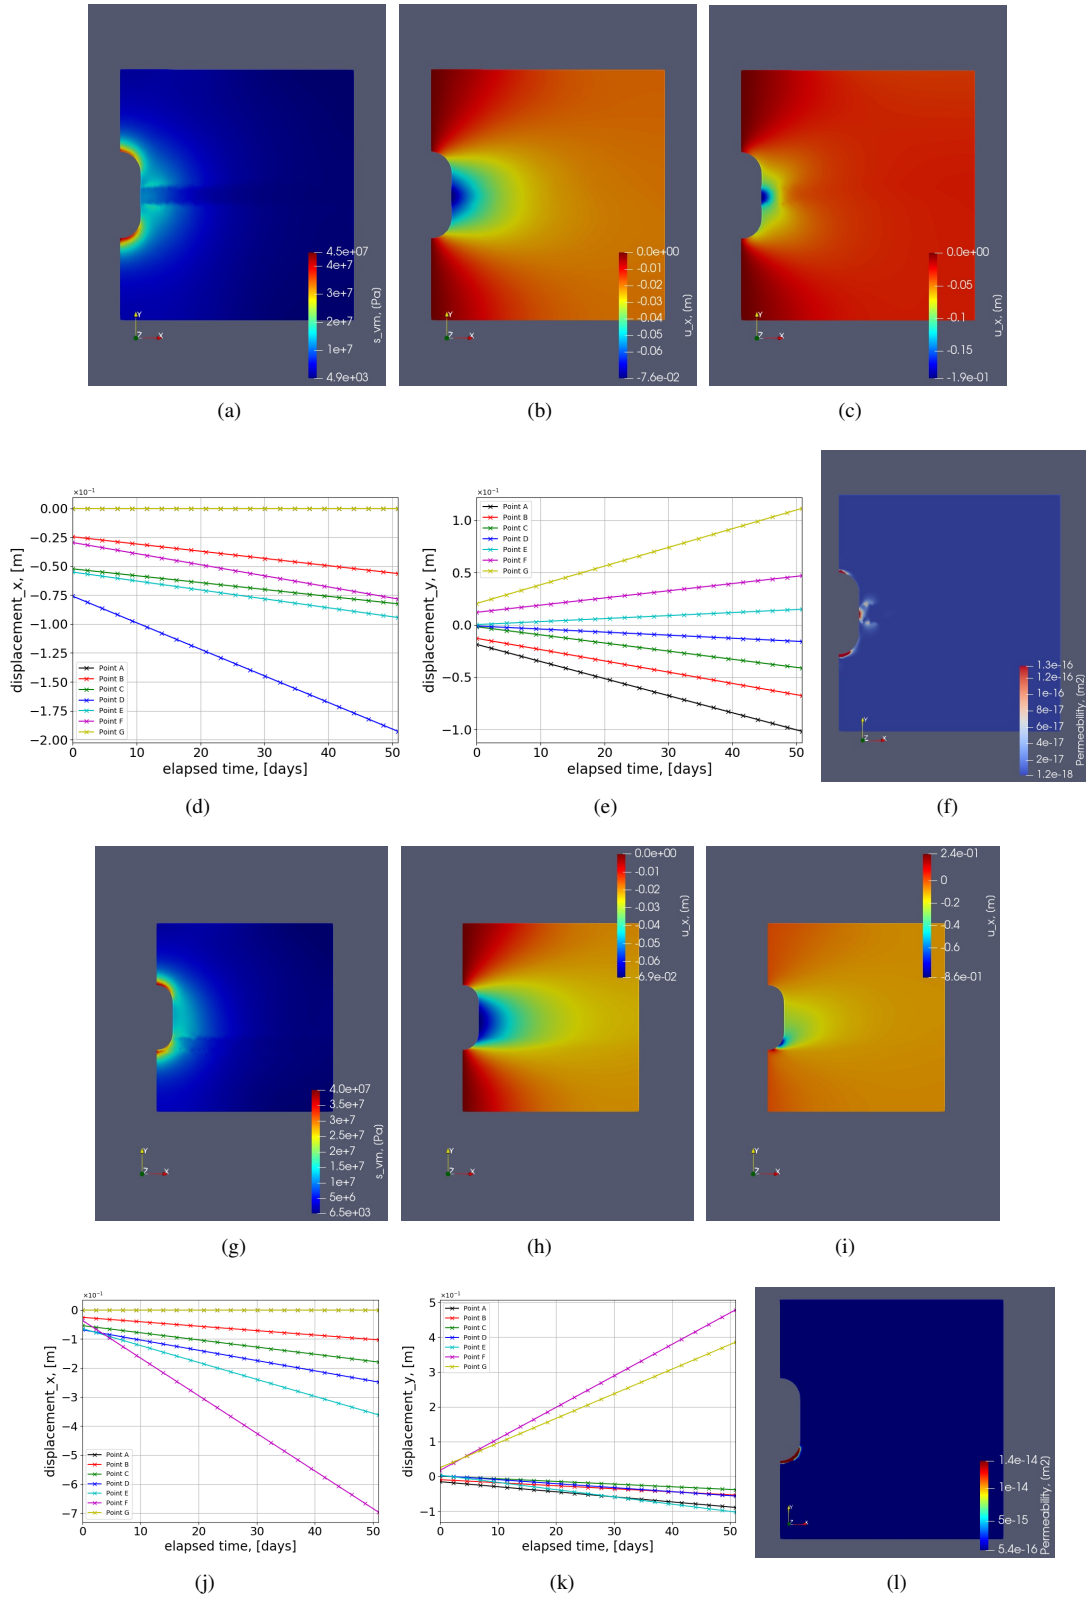 4.5e+07
4e+7
3e+7
2e+7
1e+7
4.9e+03
s_vm, (Pa)
Y
Z
X
0.0e+00
-0.01
-0.02
-0.03
-0.04
-0.05
-0.06
-7.6e-02
u_x, (m)
0.0e+00
-0.05
-0.1
-0.15
-1.9e-01
u_x, (m)
(a)
(b)
(c)
×10⁻¹
0.00
−0.25
−0.50
−0.75
−1.00
−1.25
−1.50
−1.75
−2.00
displacement_x, [m]
Point A
Point B
Point C
Point D
Point E
Point F
Point G
0 10 20 30 40 50
elapsed time, [days]
×10⁻¹
1.0
0.5
0.0
−0.5
−1.0
displacement_y, [m]
Point A
Point B
Point C
Point D
Point E
Point F
Point G
0 10 20 30 40 50
elapsed time, [days]
1.3e-16
1.2e-16
1e-16
8e-17
6e-17
4e-17
2e-17
1.2e-18
Permeability, (m2)
(d)
(e)
(f)
4.0e+07
3.5e+7
3e+7
2.5e+7
2e+7
1.5e+7
1e+7
5e+6
6.5e+03
s_vm, (Pa)
0.0e+00
-0.01
-0.02
-0.03
-0.04
-0.05
-0.06
-6.9e-02
u_x, (m)
2.4e-01
0
-0.2
-0.4
-0.6
-8.6e-01
u_x, (m)
(g)
(h)
(i)
×10⁻¹
0
−1
−2
−3
−4
−5
−6
−7
displacement_x, [m]
Point A
Point B
Point C
Point D
Point E
Point F
Point G
0 10 20 30 40 50
elapsed time, [days]
×10⁻¹
5
4
3
2
1
0
−1
displacement_y, [m]
Point A
Point B
Point C
Point D
Point E
Point F
Point G
0 10 20 30 40 50
elapsed time, [days]
1.4e-14
1e-14
5e-15
5.4e-16
Permeability, (m2)
(j)
(k)
(l)